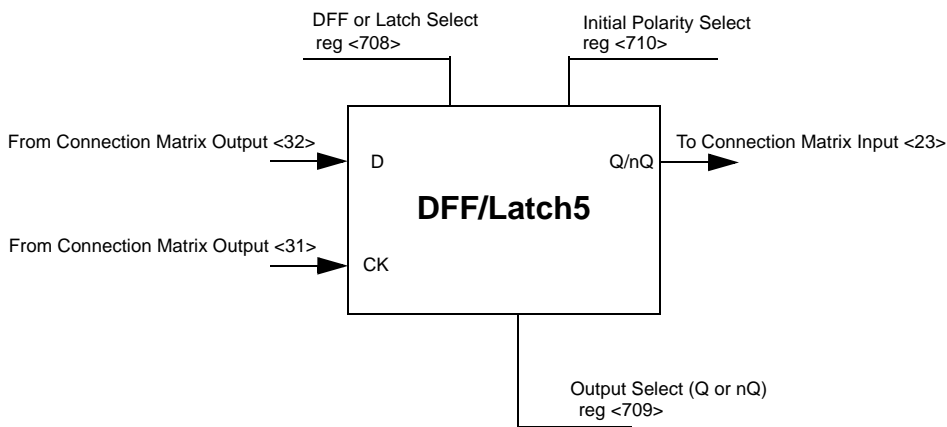 DFF or Latch Select
reg <708>
Initial Polarity Select
reg <710>
From Connection Matrix Output <32>
D
Q/nQ
To Connection Matrix Input <23>
DFF/Latch5
From Connection Matrix Output <31>
CK
Output Select (Q or nQ)
reg <709>